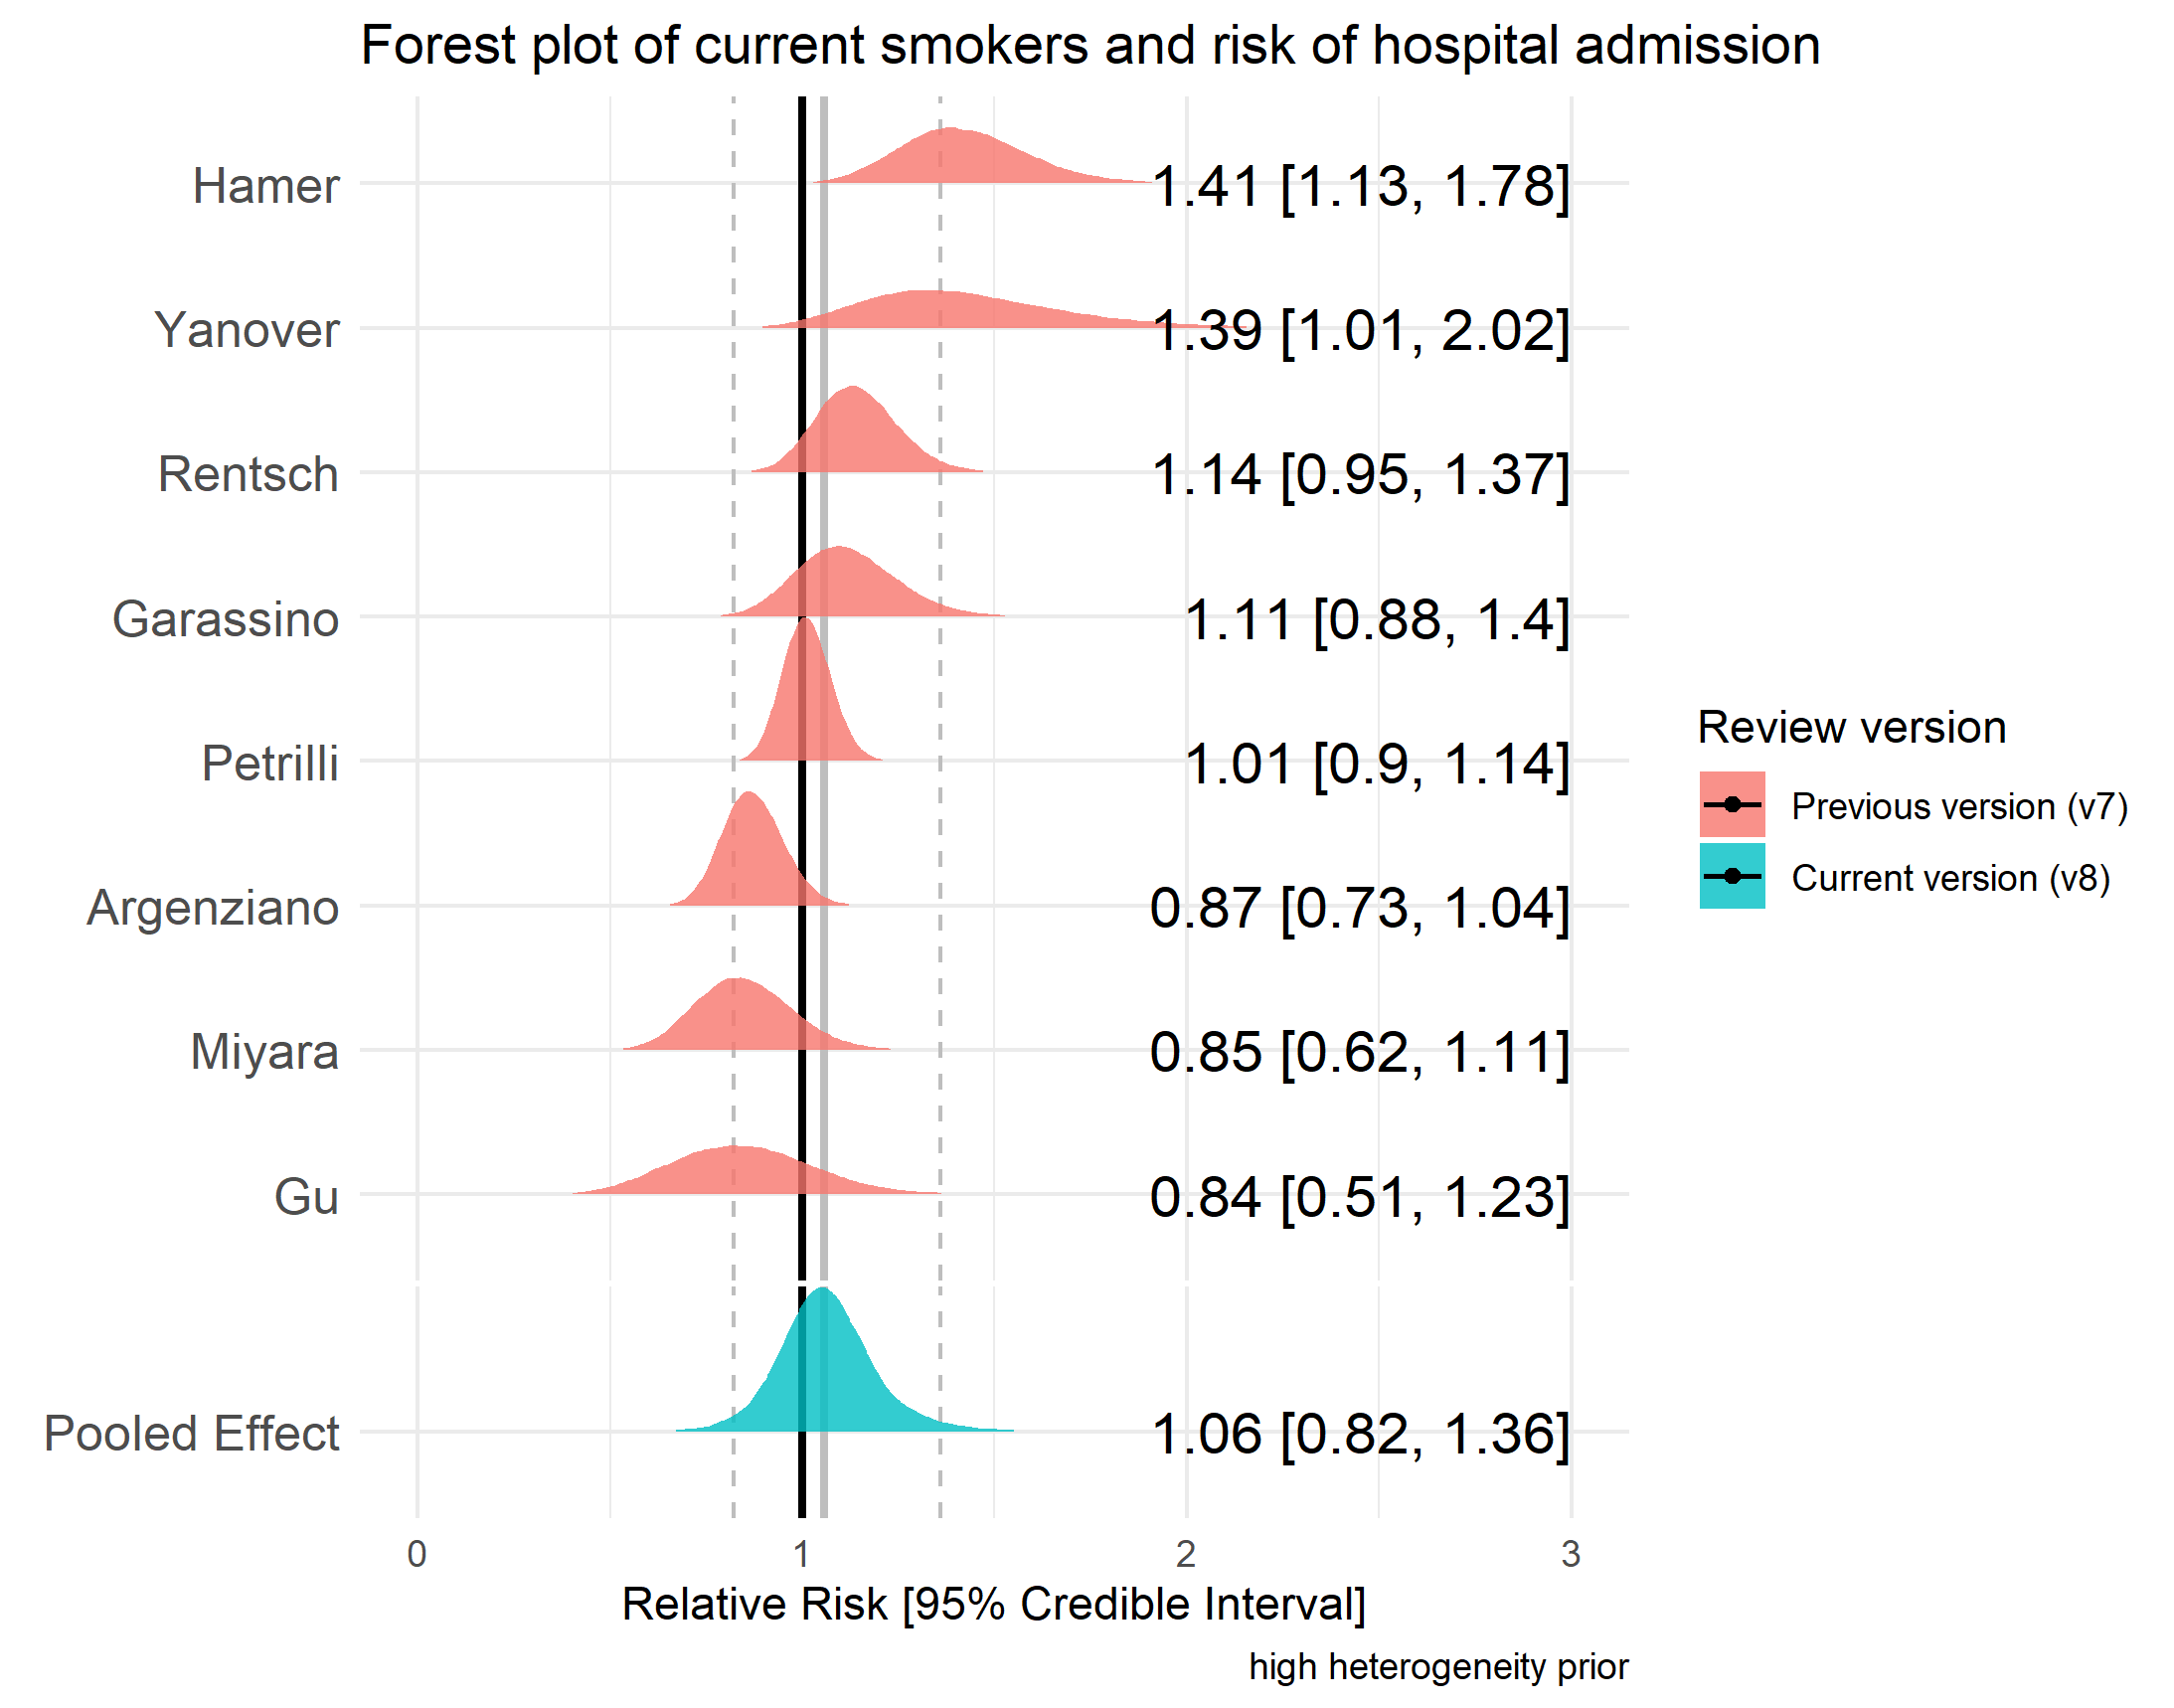 Forest plot of current smokers and risk of hospital admission
Hamer 1.41 [1.13, 1.78]
Yanover 1.39 [1.01, 2.02]
Rentsch 1.14 [0.95, 1.37]
Garassino 1.11 [0.88, 1.4]
Petrilli 1.01 [0.9, 1.14]
Argenziano 0.87 [0.73, 1.04]
Miyara 0.85 [0.62, 1.11]
Gu 0.84 [0.51, 1.23]
Pooled Effect 1.06 [0.82, 1.36]
0 1 2 3
Relative Risk [95% Credible Interval]
high heterogeneity prior
Review version
Previous version (v7)
Current version (v8)